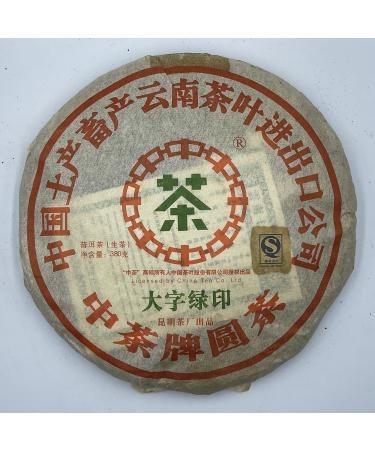 中国土产畜产云南茶叶进出口公司
®
茶
普洱茶（生茶）
净含量：380克
"中茶"商标所有人中国茶叶股份有限公司授权出品
Licensed by China Tea Co. Ltd
大字绿印
昆明茶厂出品
中茶牌圆茶